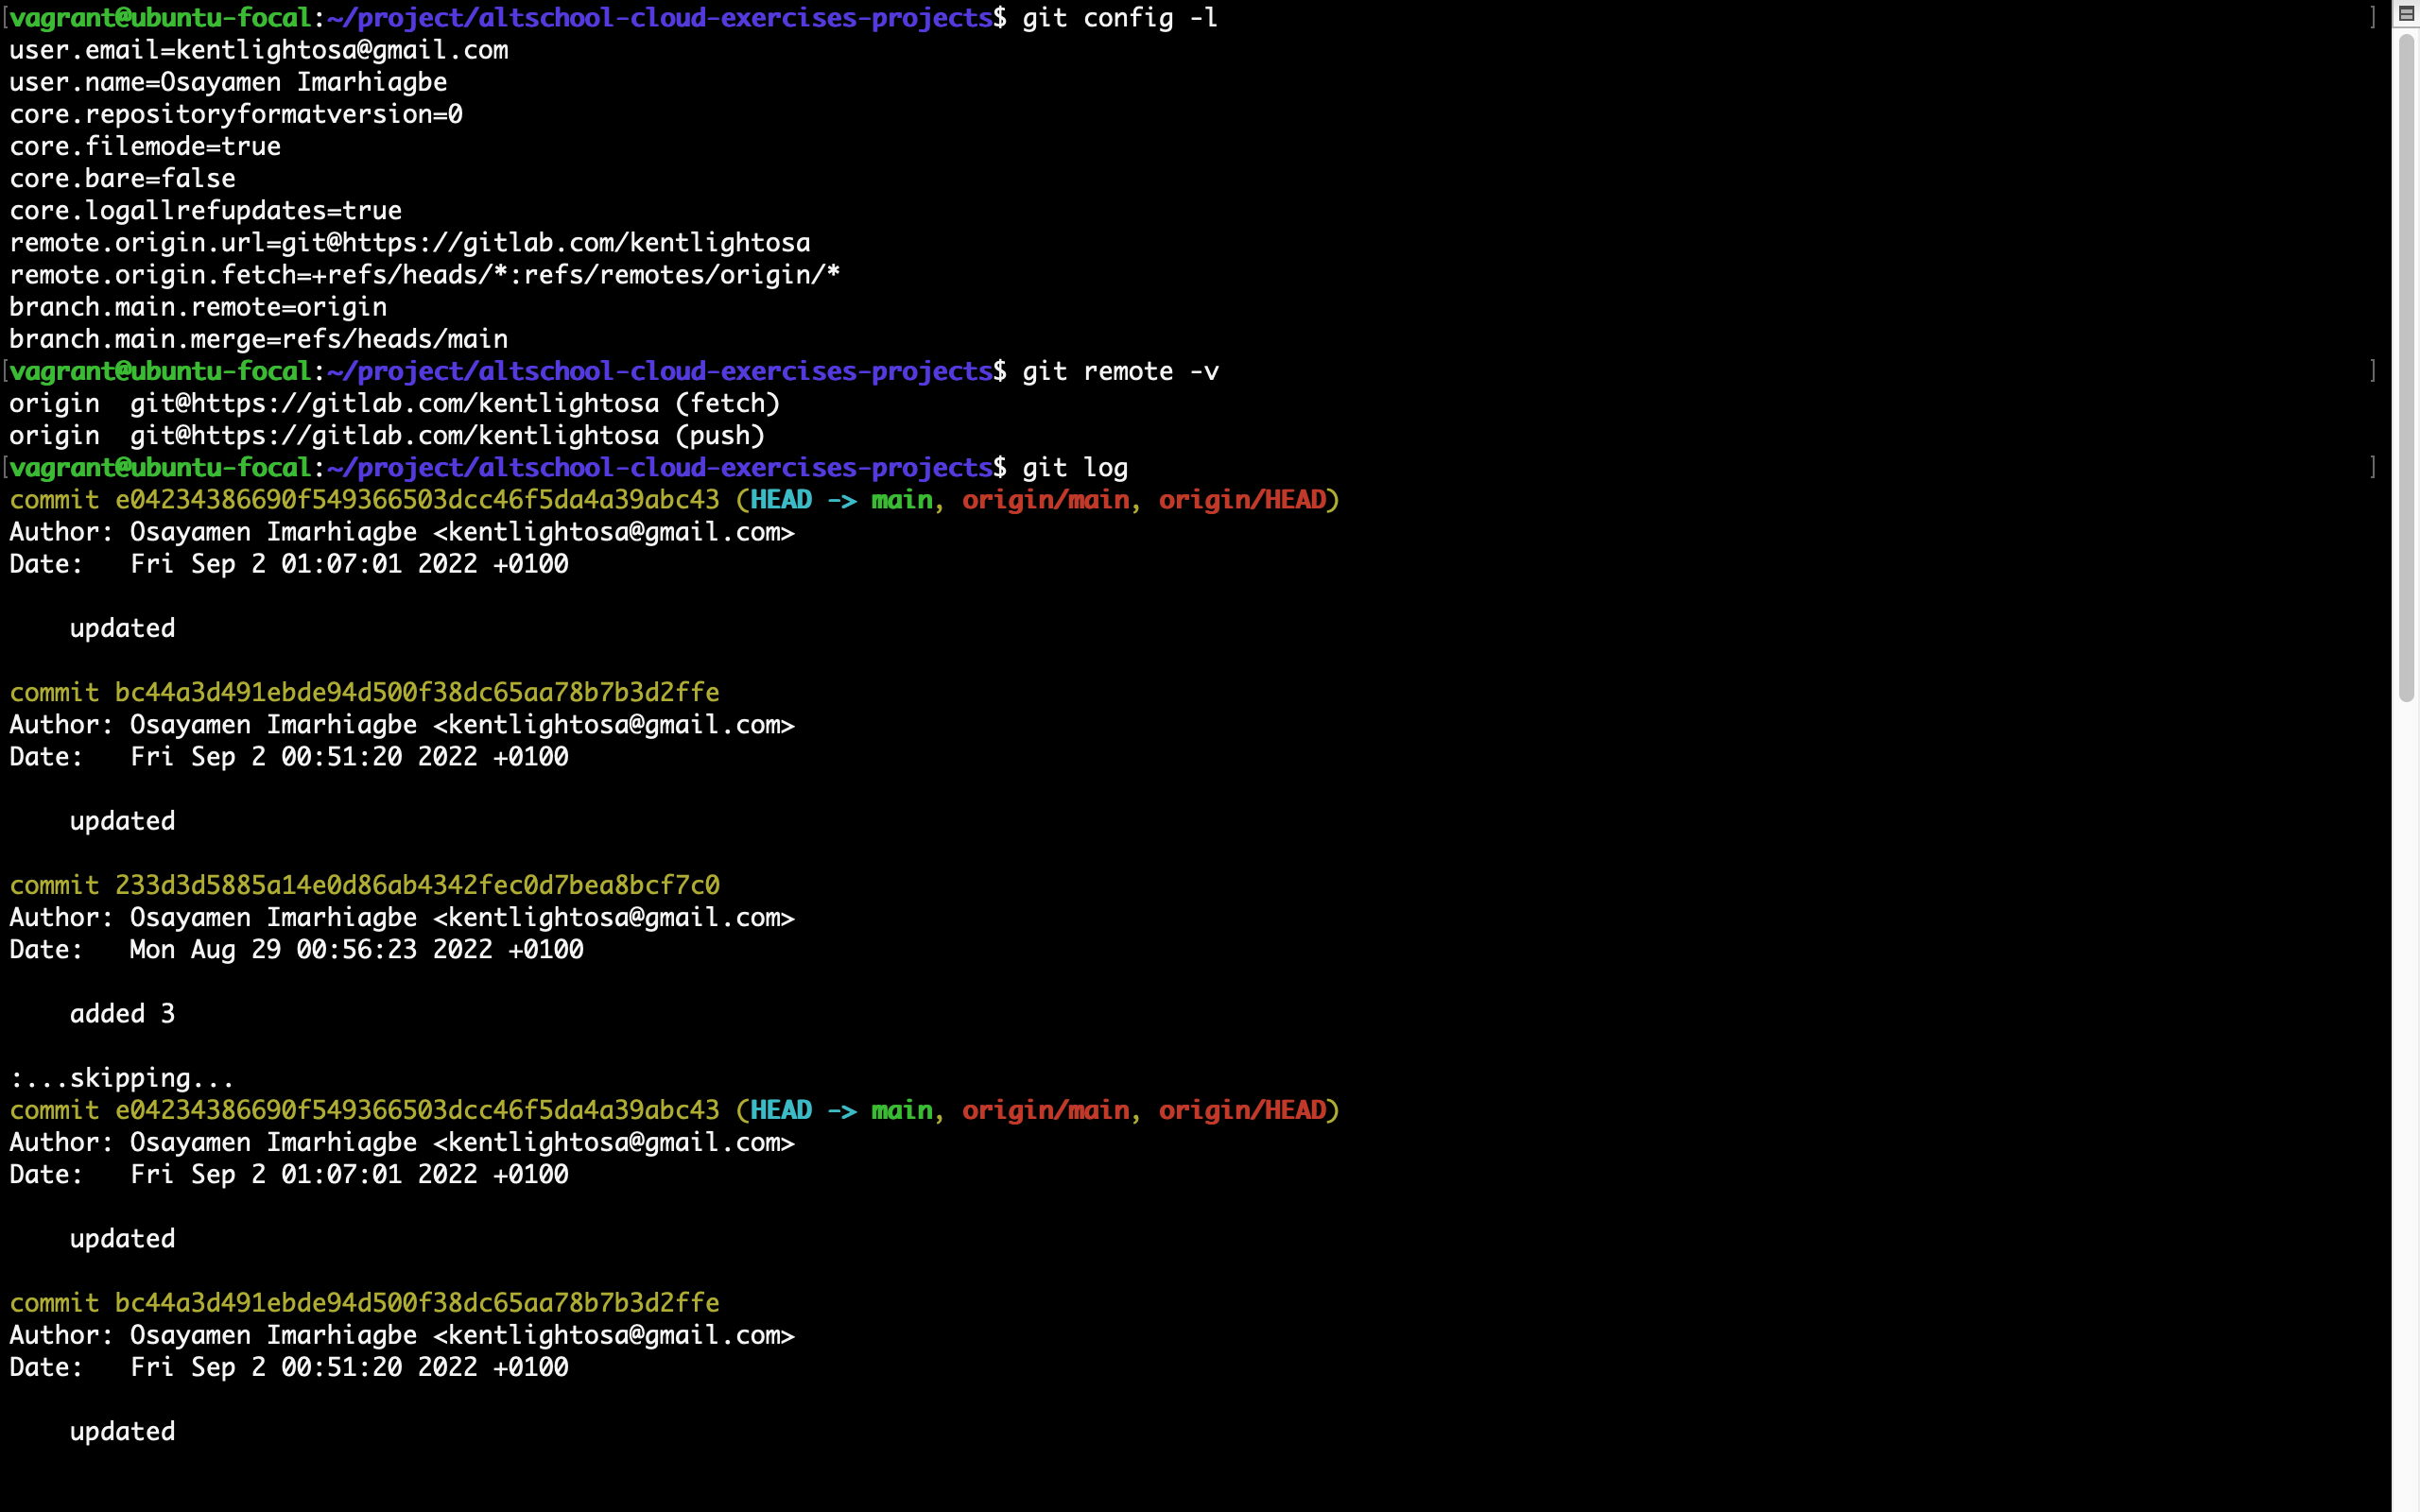 [vagrant@ubuntu-focal:~/project/altschool-cloud-exercises-projects$ git config -l ]
user.email=kentlightosa@gmail.com
user.name=Osayamen Imarhiagbe
core.repositoryformatversion=0
core.filemode=true
core.bare=false
core.logallrefupdates=true
remote.origin.url=git@https://gitlab.com/kentlightosa
remote.origin.fetch=+refs/heads/*:refs/remotes/origin/*
branch.main.remote=origin
branch.main.merge=refs/heads/main
[vagrant@ubuntu-focal:~/project/altschool-cloud-exercises-projects$ git remote -v ]
origin  git@https://gitlab.com/kentlightosa (fetch)
origin  git@https://gitlab.com/kentlightosa (push)
[vagrant@ubuntu-focal:~/project/altschool-cloud-exercises-projects$ git log ]
commit e04234386690f549366503dcc46f5da4a39abc43 (HEAD -> main, origin/main, origin/HEAD)
Author: Osayamen Imarhiagbe <kentlightosa@gmail.com>
Date:   Fri Sep 2 01:07:01 2022 +0100

    updated

commit bc44a3d491ebde94d500f38dc65aa78b7b3d2ffe
Author: Osayamen Imarhiagbe <kentlightosa@gmail.com>
Date:   Fri Sep 2 00:51:20 2022 +0100

    updated

commit 233d3d5885a14e0d86ab4342fec0d7bea8bcf7c0
Author: Osayamen Imarhiagbe <kentlightosa@gmail.com>
Date:   Mon Aug 29 00:56:23 2022 +0100

    added 3

:...skipping...
commit e04234386690f549366503dcc46f5da4a39abc43 (HEAD -> main, origin/main, origin/HEAD)
Author: Osayamen Imarhiagbe <kentlightosa@gmail.com>
Date:   Fri Sep 2 01:07:01 2022 +0100

    updated

commit bc44a3d491ebde94d500f38dc65aa78b7b3d2ffe
Author: Osayamen Imarhiagbe <kentlightosa@gmail.com>
Date:   Fri Sep 2 00:51:20 2022 +0100

    updated